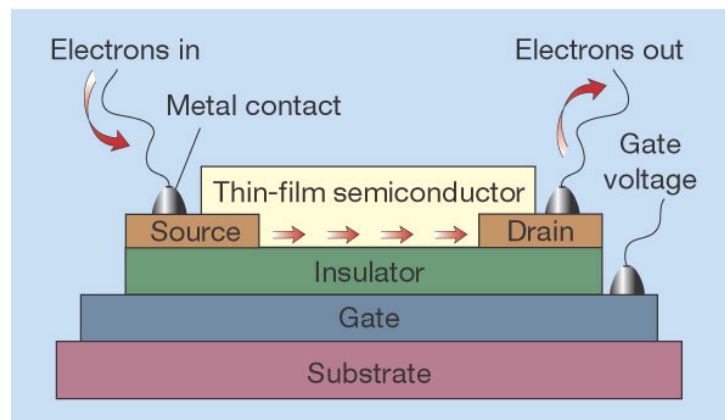 Electrons in
Electrons out
Metal contact
Gate
voltage
Thin-film semiconductor
Source
Drain
Insulator
Gate
Substrate